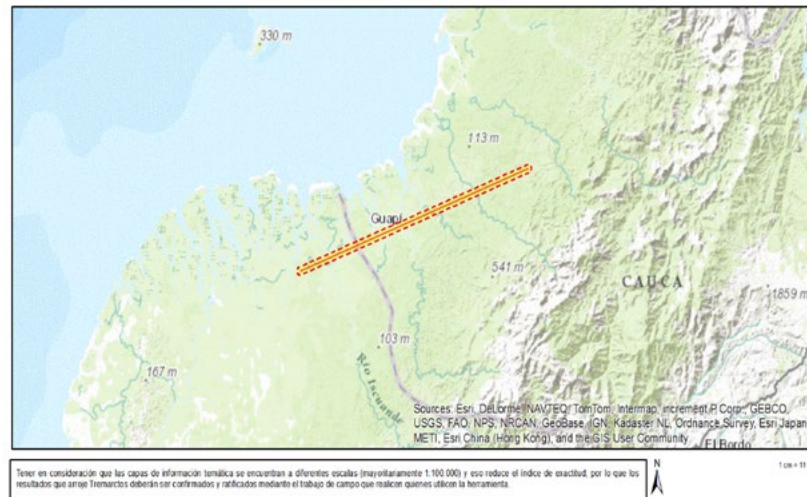 330 m
113 m
Guapí
541 m
CAUCA
1859 m
103 m
Río Iscuandé
167 m
Sources: Esri, DeLorme, NAVTEQ, TomTom, Intermap, increment P Corp., GEBCO,
USGS, FAO, NPS, NRCAN, GeoBase, IGN, Kadaster NL, Ordnance Survey, Esri Japan,
METI, Esri China (Hong Kong), and the GIS User Community
El Bordo
Tener en consideración que las capas de información temática se encuentran a diferentes escalas (mayoritariamente 1:100.000) y eso reduce el índice de exactitud, por lo que los
resultados que arroje Tremarctos deberán ser confirmados y ratificados mediante el trabajo de campo que realicen quienes utilicen la herramienta.
N
1 cm = 11